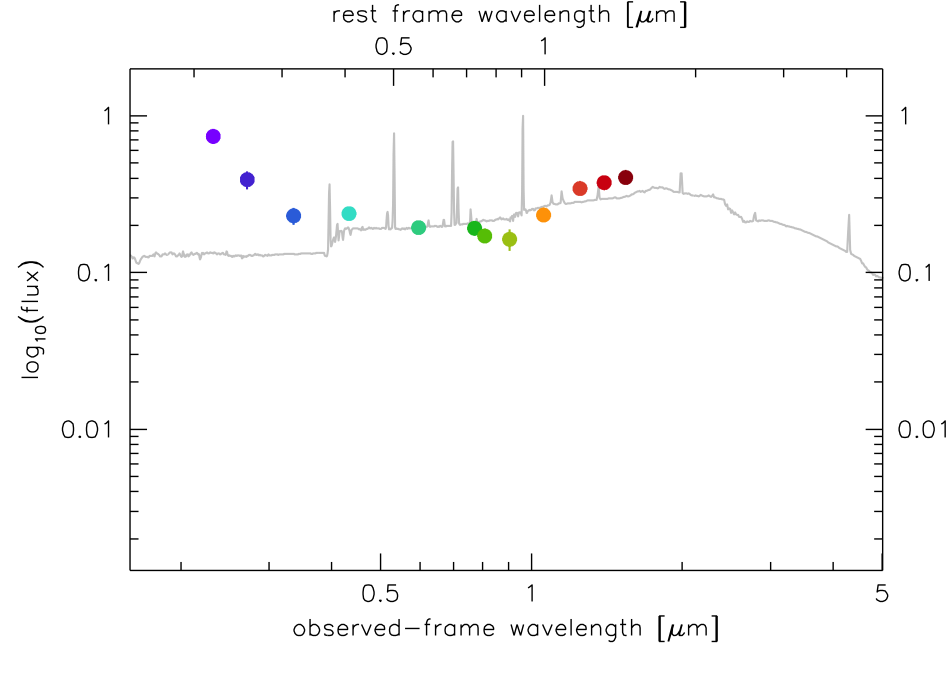 rest frame wavelength [μm]
0.5 1
1 1
0.1 0.1
0.01 0.01
log10(flux)
0.5 1 5
observed-frame wavelength [μm]